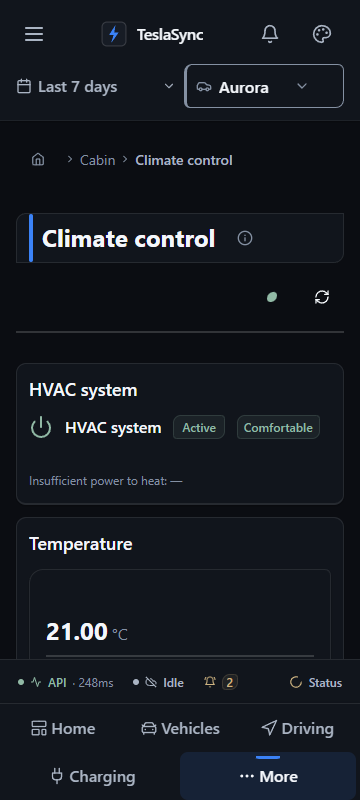 TeslaSync
Last 7 days
Aurora
Cabin
Climate control
Climate control
HVAC system
HVAC system Active Comfortable
Insufficient power to heat: —
Temperature
21.00 °C
API · 248ms Idle 2 Status
Home Vehicles Driving
Charging More